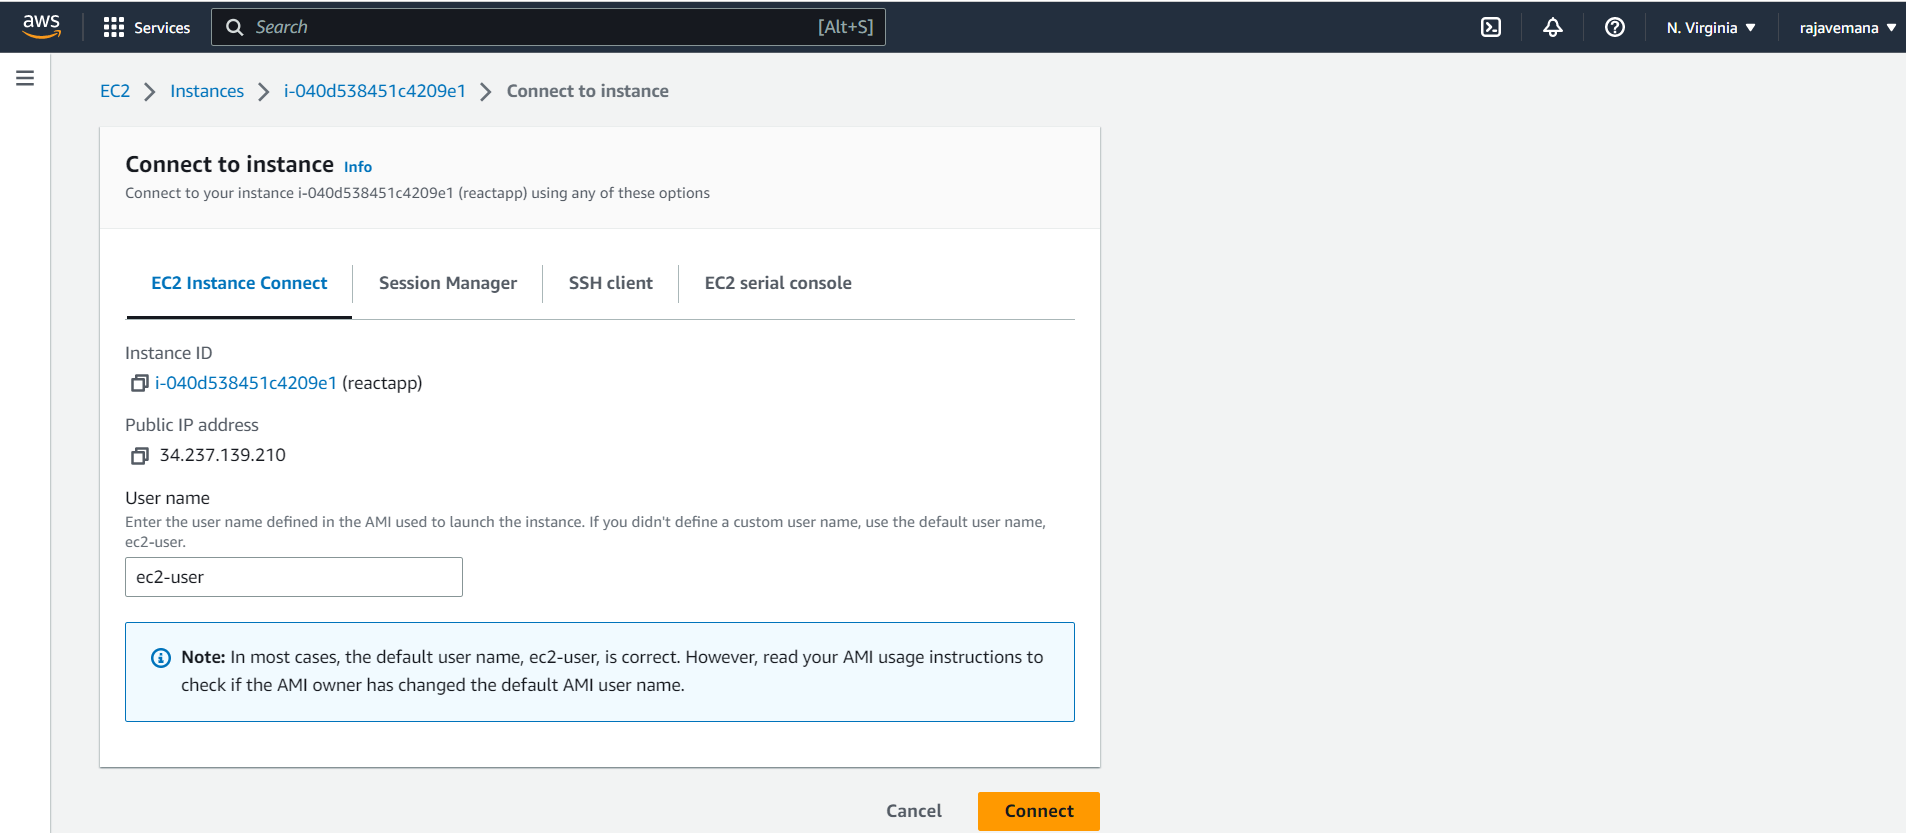 aws Services Search [Alt+S] N. Virginia rajavemana
EC2 Instances i-040d538451c4209e1 Connect to instance
Connect to instance Info
Connect to your instance i-040d538451c4209e1 (reactapp) using any of these options
EC2 Instance Connect Session Manager SSH client EC2 serial console
Instance ID
i-040d538451c4209e1 (reactapp)
Public IP address
34.237.139.210
User name
Enter the user name defined in the AMI used to launch the instance. If you didn't define a custom user name, use the default user name,
ec2-user.
ec2-user
Note: In most cases, the default user name, ec2-user, is correct. However, read your AMI usage instructions to
check if the AMI owner has changed the default AMI user name.
Cancel Connect